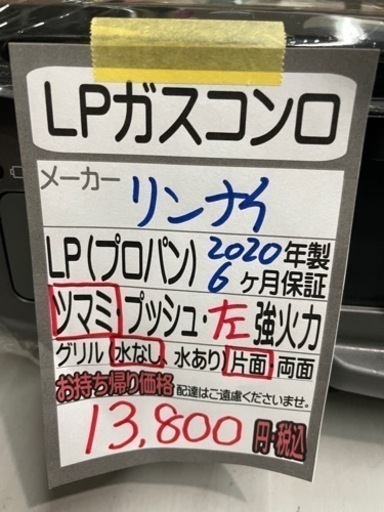 LPガスコンロ
メーカー リンナイ
LP(プロパン) 2020年製
6ヶ月保証
ツマミ・プッシュ・左強火力
グリル 水なし、水あり 片面・両面
お持ち帰り価格 配達はご遠慮くださいませ。
13,800 円・税込